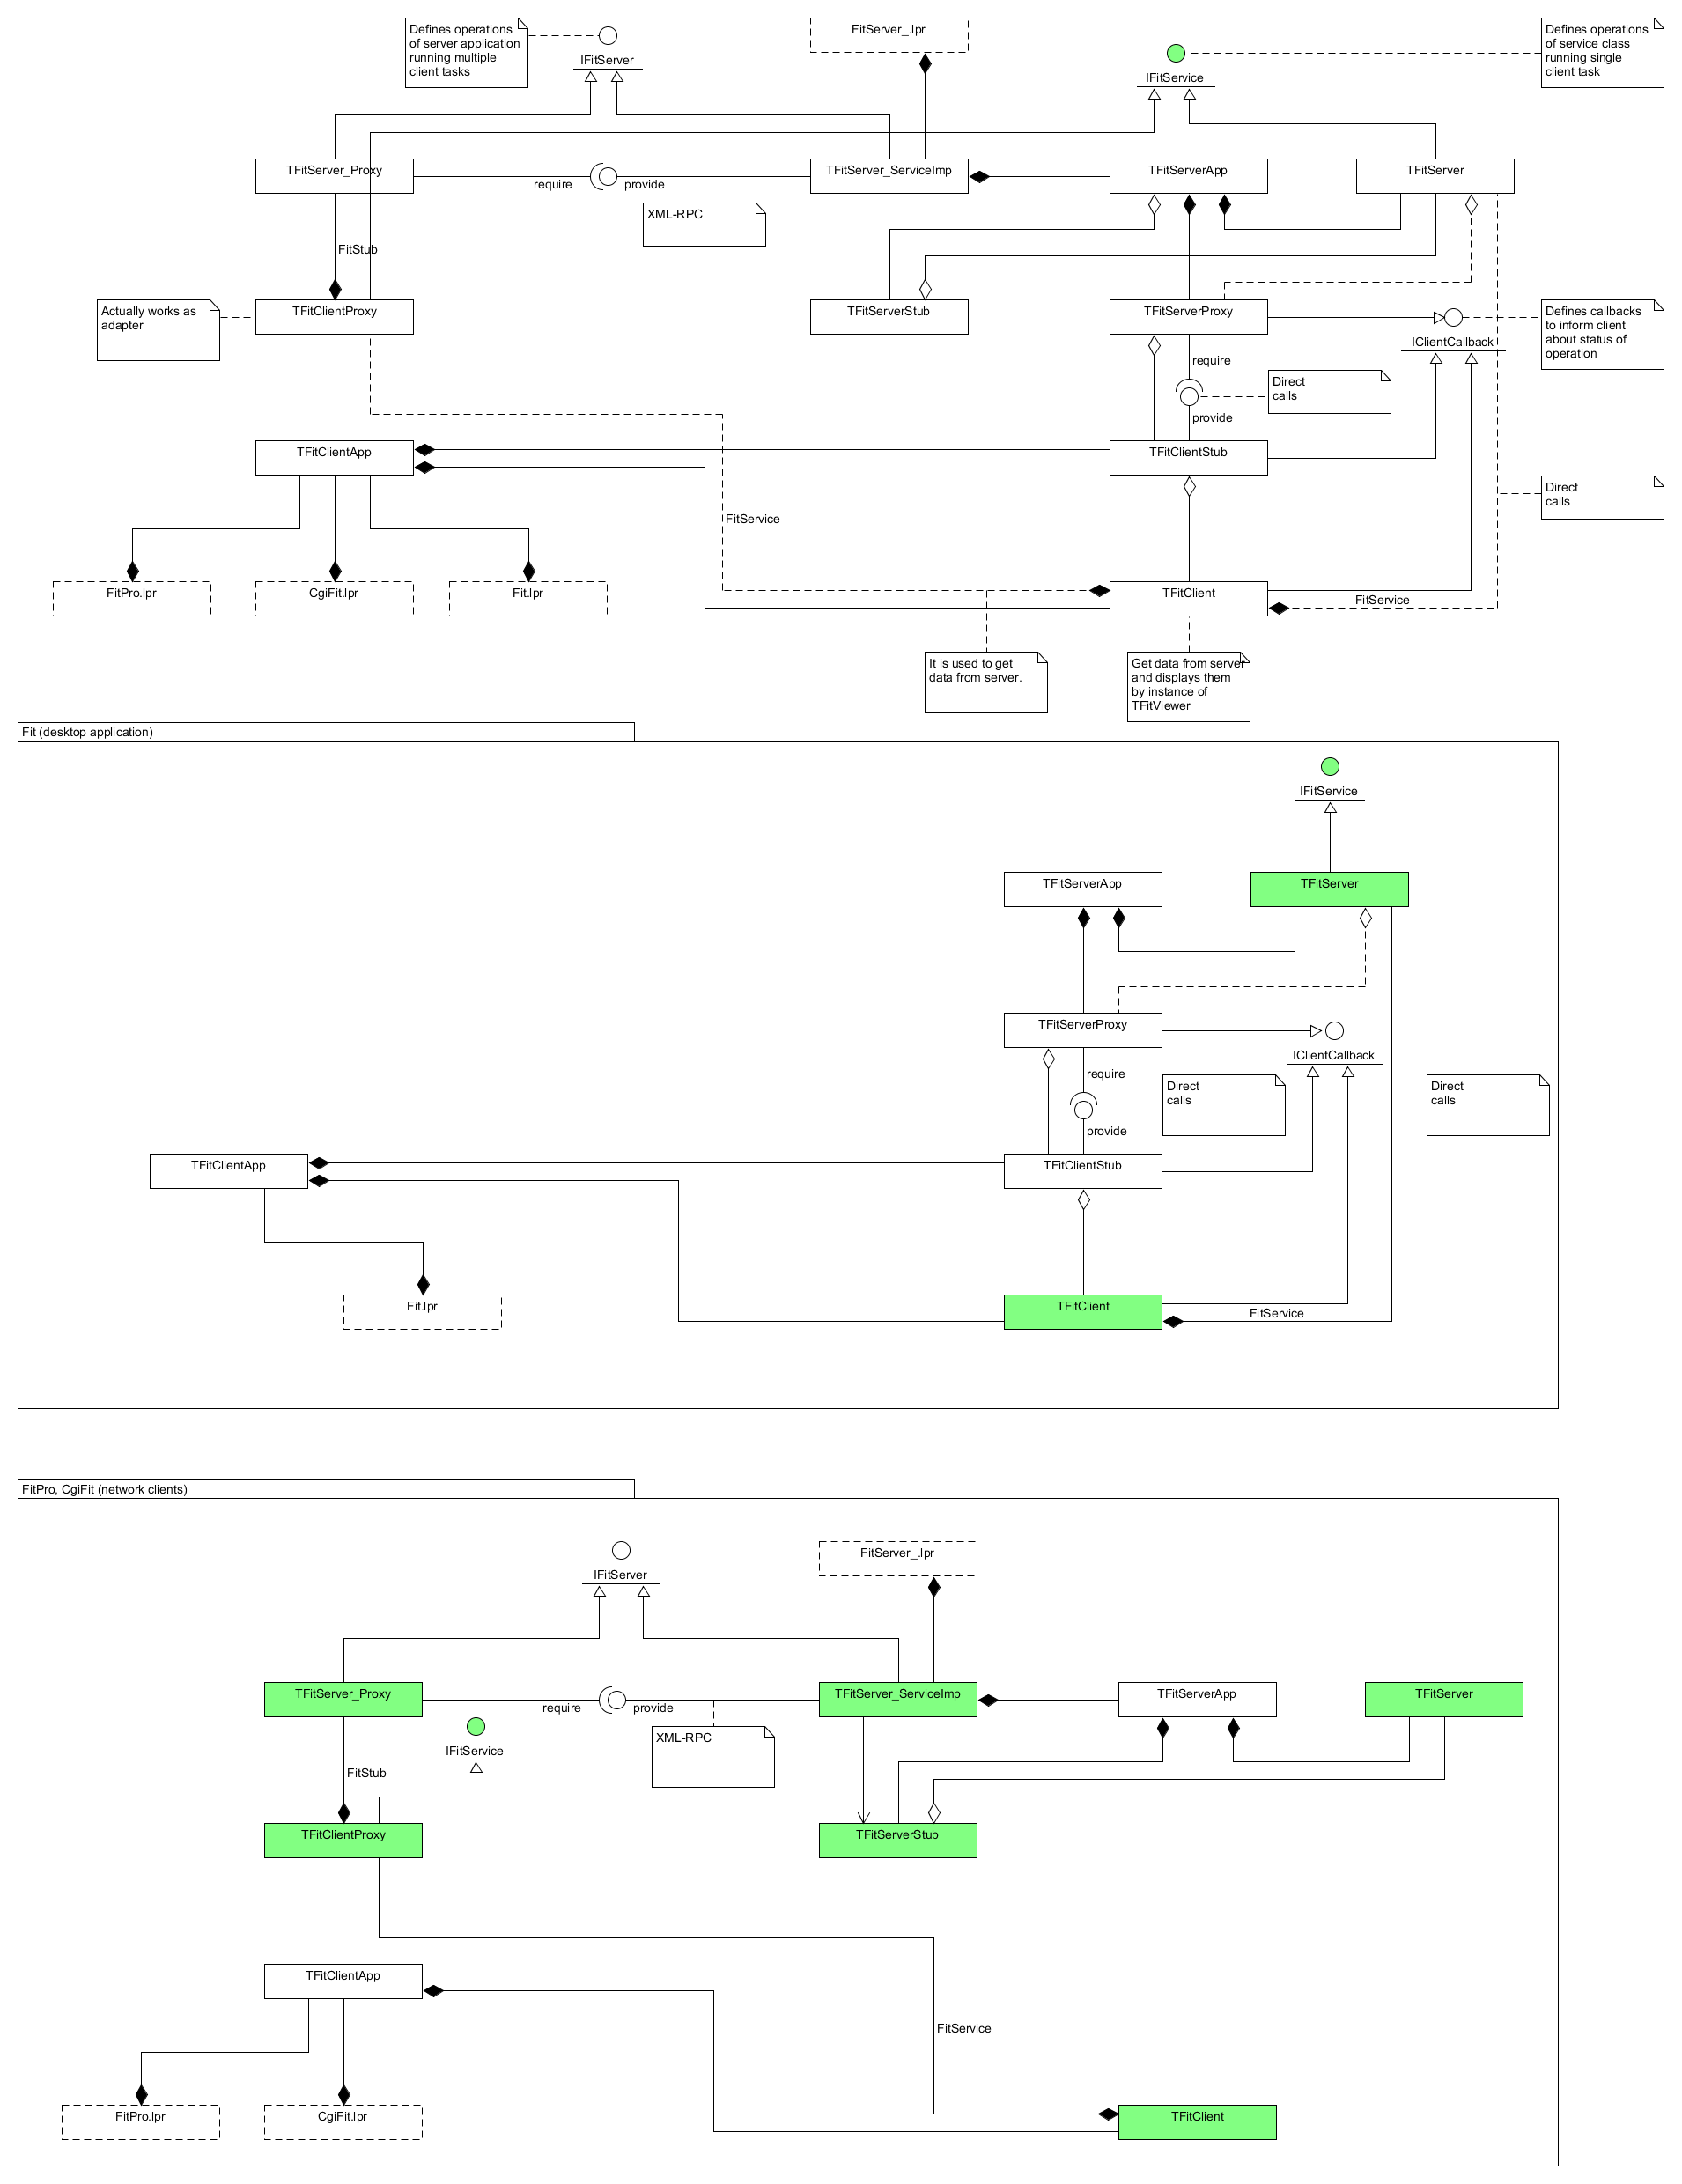 Defines operations
of server application
running multiple
client tasks
IFitServer
FitServer_.lpr
IFitService
Defines operations
of service class
running single
client task
TFitServer_Proxy
require
provide
TFitServer_ServiceImp
TFitServerApp
TFitServer
XML-RPC
FitStub
Actually works as
adapter
TFitClientProxy
TFitServerStub
TFitServerProxy
IClientCallback
Defines callbacks
to inform client
about status of
operation
require
Direct
calls
provide
TFitClientApp
TFitClientStub
Direct
calls
FitService
FitPro.lpr
CgiFit.lpr
Fit.lpr
TFitClient
FitService
It is used to get
data from server.
Get data from server
and displays them
by instance of
TFitViewer
Fit (desktop application)
IFitService
TFitServerApp
TFitServer
TFitServerProxy
IClientCallback
require
Direct
calls
Direct
calls
provide
TFitClientApp
TFitClientStub
Fit.lpr
TFitClient
FitService
FitPro, CgiFit (network clients)
IFitServer
FitServer_.lpr
TFitServer_Proxy
require
provide
TFitServer_ServiceImp
TFitServerApp
TFitServer
IFitService
XML-RPC
FitStub
TFitClientProxy
TFitServerStub
TFitClientApp
FitService
FitPro.lpr
CgiFit.lpr
TFitClient